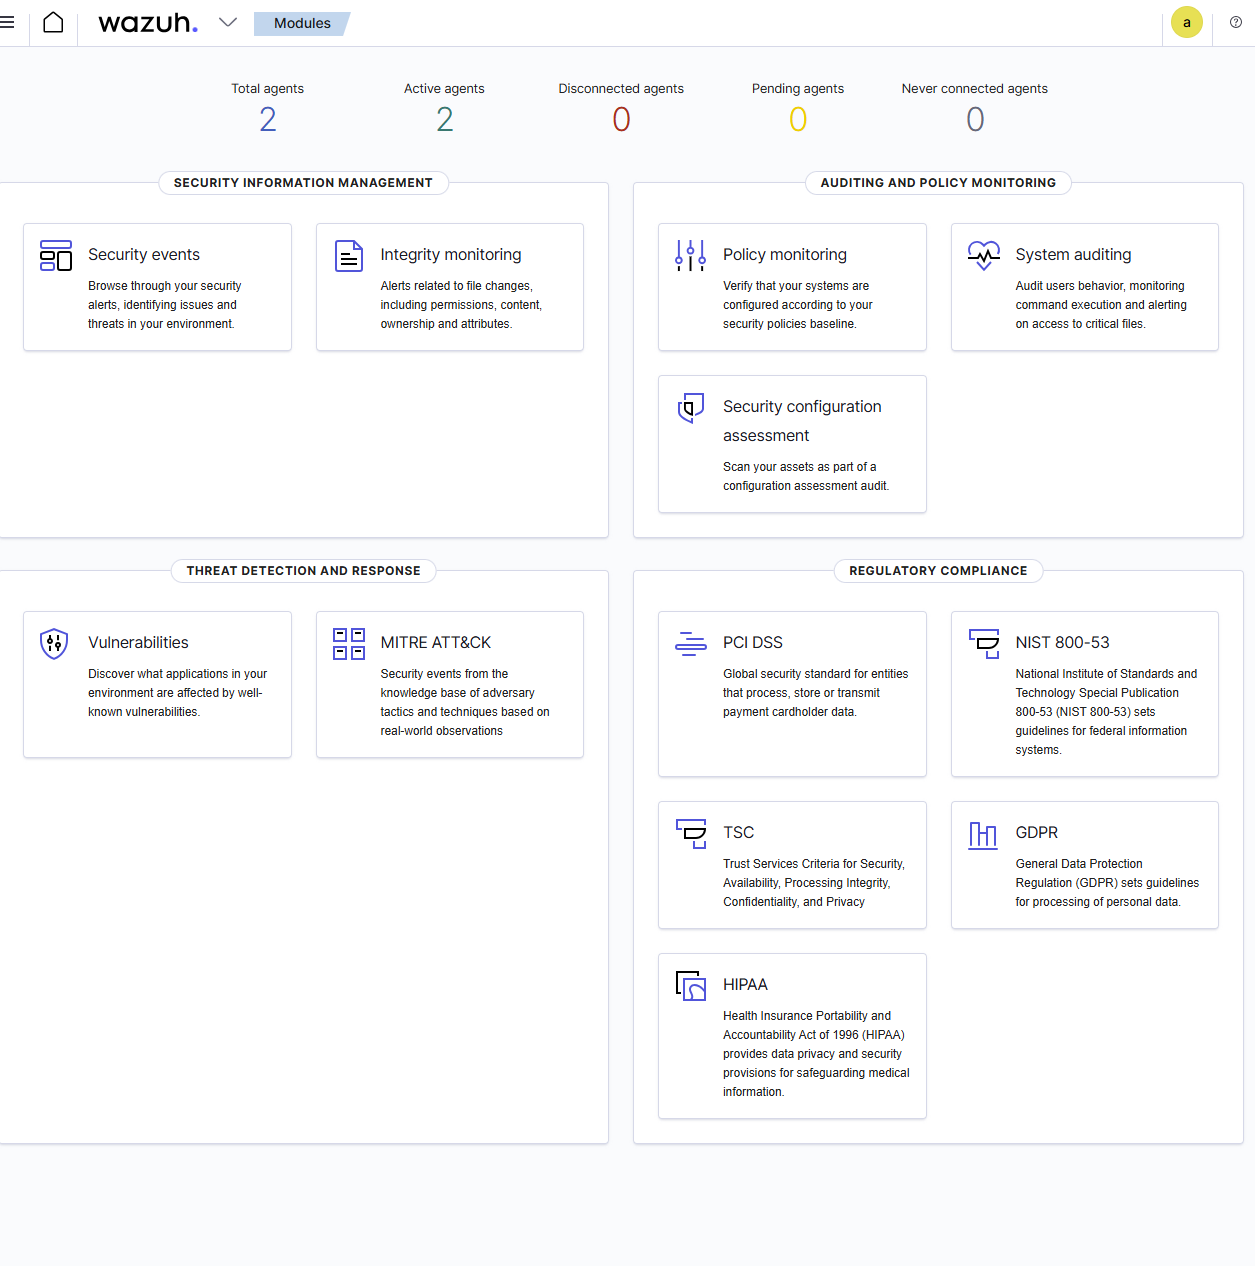 wazuh.
Modules
a
Total agents
2
Active agents
2
Disconnected agents
0
Pending agents
0
Never connected agents
0
SECURITY INFORMATION MANAGEMENT
Security events
Browse through your security
alerts, identifying issues and
threats in your environment.
Integrity monitoring
Alerts related to file changes,
including permissions, content,
ownership and attributes.
AUDITING AND POLICY MONITORING
Policy monitoring
Verify that your systems are
configured according to your
security policies baseline.
System auditing
Audit users behavior, monitoring
command execution and alerting
on access to critical files.
Security configuration
assessment
Scan your assets as part of a
configuration assessment audit.
THREAT DETECTION AND RESPONSE
Vulnerabilities
Discover what applications in your
environment are affected by well-
known vulnerabilities.
MITRE ATT&CK
Security events from the
knowledge base of adversary
tactics and techniques based on
real-world observations
REGULATORY COMPLIANCE
PCI DSS
Global security standard for entities
that process, store or transmit
payment cardholder data.
NIST 800-53
National Institute of Standards and
Technology Special Publication
800-53 (NIST 800-53) sets
guidelines for federal information
systems.
TSC
Trust Services Criteria for Security,
Availability, Processing Integrity,
Confidentiality, and Privacy
GDPR
General Data Protection
Regulation (GDPR) sets guidelines
for processing of personal data.
HIPAA
Health Insurance Portability and
Accountability Act of 1996 (HIPAA)
provides data privacy and security
provisions for safeguarding medical
information.